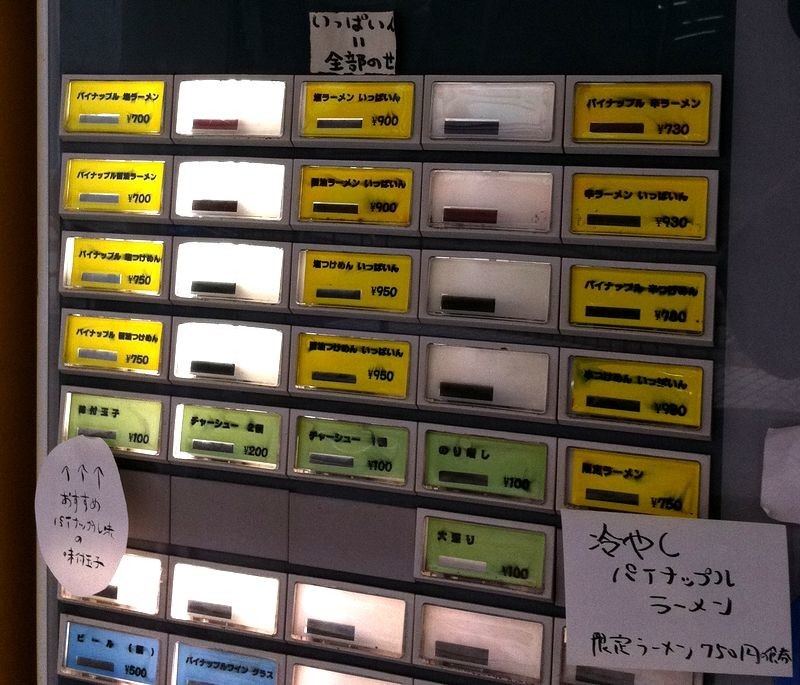 いっぱいん
=
全部のせ
パイナップル 塩ラーメン
¥700
塩ラーメン いっぱいん
¥900
パイナップル 辛ラーメン
¥730
パイナップル醤油ラーメン
¥700
醤油ラーメン いっぱいん
¥900
辛ラーメン いっぱいん
¥930
パイナップル 塩つけめん
¥750
塩つけめん いっぱいん
¥950
パイナップル 辛つけめん
¥780
パイナップル 醤油つけめん
¥750
醤油つけめん いっぱいん
¥950
辛つけめん いっぱいん
¥980
味付玉子
¥100
チャーシュー 2個
¥200
チャーシュー 1個
¥100
のり増し
¥100
限定ラーメン
¥750
↑↑↑
おすすめ
パイナップル味
の
味付玉子
大盛り
¥100
冷やし
パイナップル
ラーメン
限定ラーメン 750円
ビール
¥500
パイナップルワイン グラス